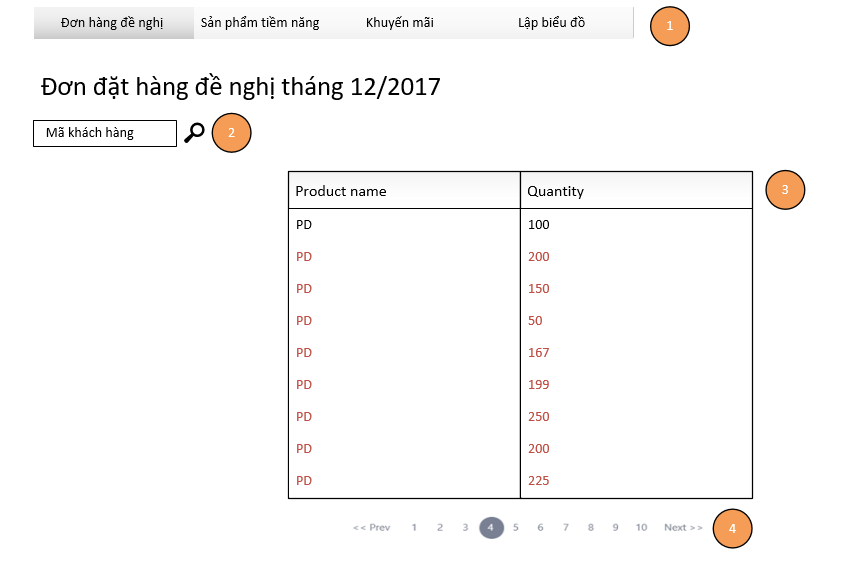 Đơn hàng đề nghị Sản phẩm tiềm năng Khuyến mãi Lập biểu đồ 1
Đơn đặt hàng đề nghị tháng 12/2017
Mã khách hàng 2
Product name Quantity 3
PD 100
PD 200
PD 150
PD 50
PD 167
PD 199
PD 250
PD 200
PD 225
<< Prev 1 2 3 4 5 6 7 8 9 10 Next >> 4